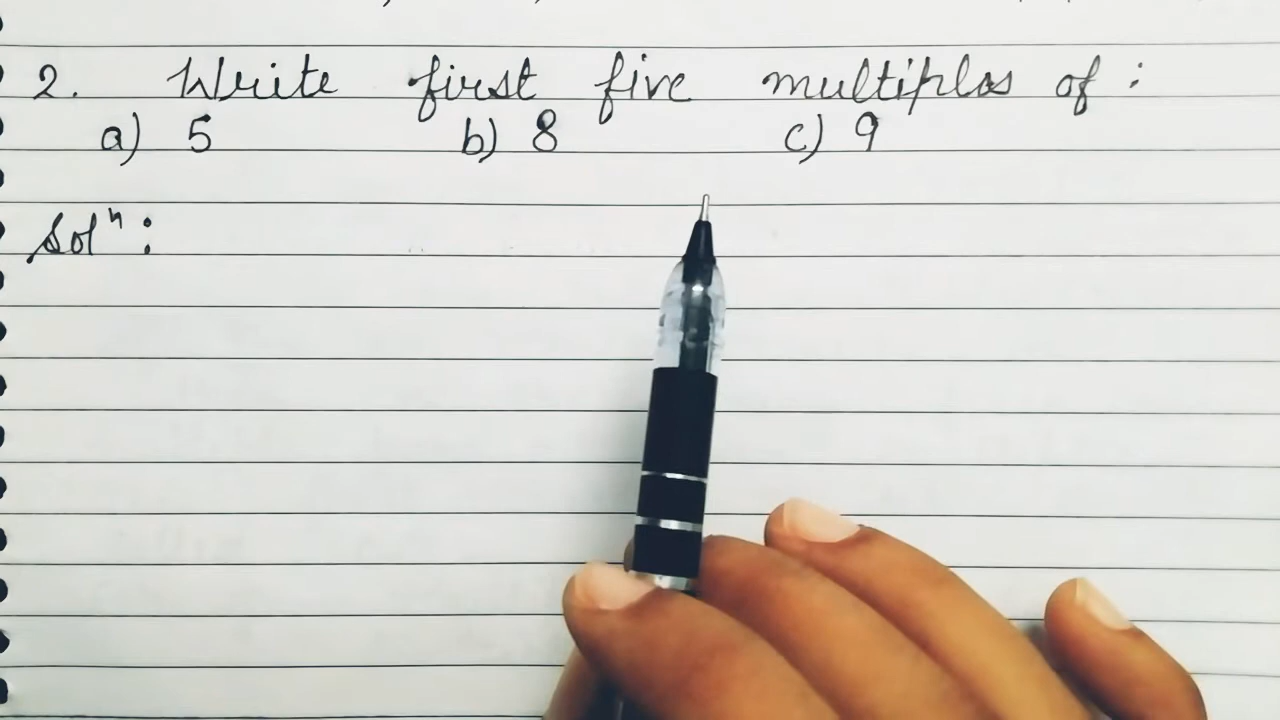 2. Write first five multiples of :
a) 5 b) 8 c) 9
Solⁿ :